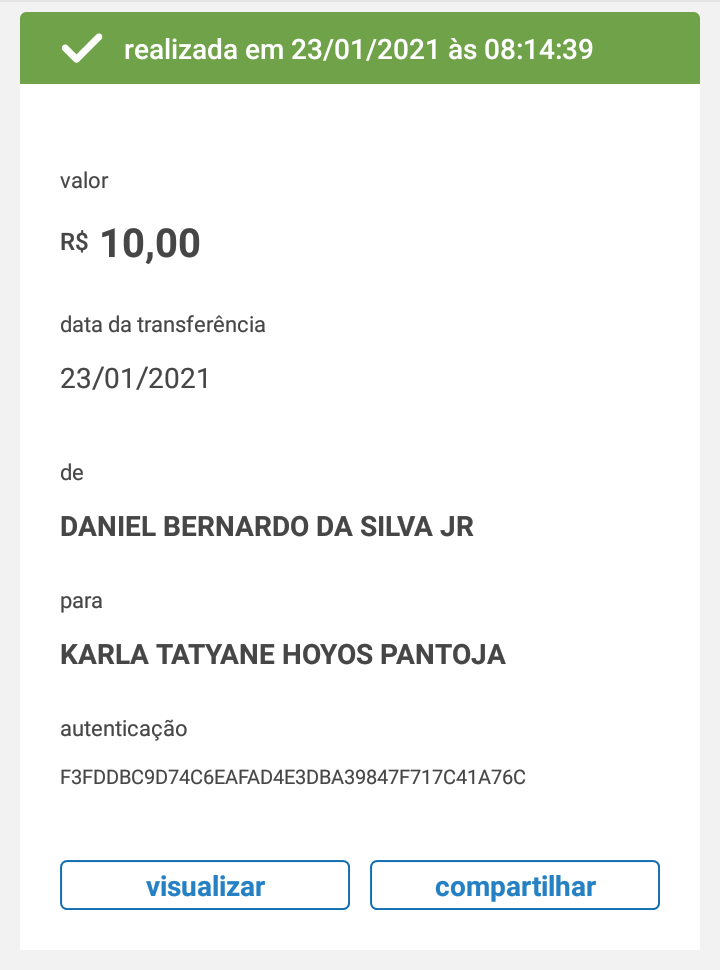 realizada em 23/01/2021 às 08:14:39
valor
R$ 10,00
data da transferência
23/01/2021
de
DANIEL BERNARDO DA SILVA JR
para
KARLA TATYANE HOYOS PANTOJA
autenticação
F3FDDBC9D74C6EAFAD4E3DBA39847F717C41A76C
visualizar
compartilhar